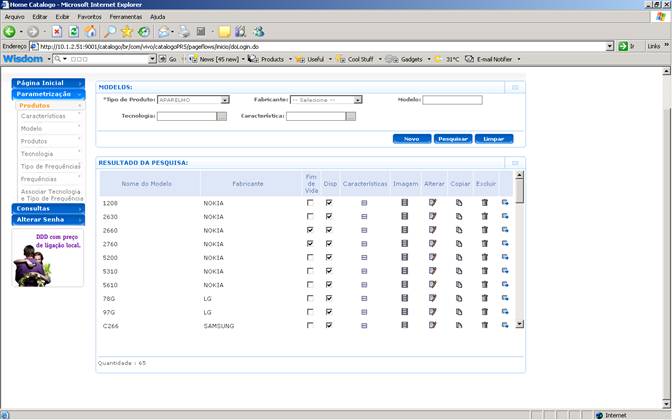 Home Catalogo - Microsoft Internet Explorer
Arquivo Editar Exibir Favoritos Ferramentas Ajuda
Endereço http://10.1.2.51:9001/catalogo/br/com/vivo/catalogoPRS/pageflows/inicio/doLogin.do Ir Links »
Wisdom Go News [45 new] Products Useful Cool Stuff Gadgets 31°C E-mail Notifier
Página Inicial
Parametrização
Produtos
Características
Modelo
Produtos
Tecnologia
Tipo de Frequências
Frequências
Associar Tecnologia e Tipo de Frequência
Consultas
Alterar Senha
DDD com preço
de ligação local.
MODELOS:
*Tipo de Produto: APARELHO Fabricante: -- Selecione -- Modelo:
Tecnologia: Característica:
Novo Pesquisar Limpar
RESULTADO DA PESQUISA:
Nome do Modelo Fabricante Fim de Vida Disp Características Imagem Alterar Copiar Excluir
1208 NOKIA
2630 NOKIA
2660 NOKIA
2760 NOKIA
5200 NOKIA
5310 NOKIA
5610 NOKIA
78G LG
97G LG
C266 SAMSUNG
Quantidade : 65
Internet